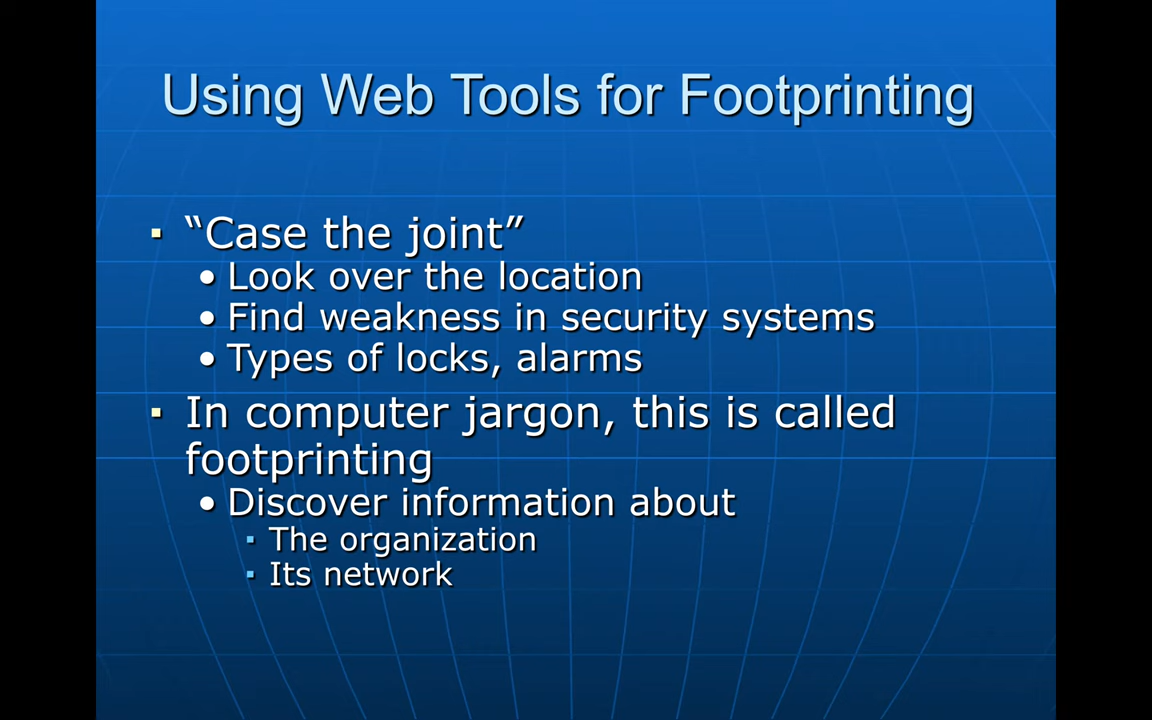 Using Web Tools for Footprinting
“Case the joint”
Look over the location
Find weakness in security systems
Types of locks, alarms
In computer jargon, this is called
footprinting
Discover information about
The organization
Its network